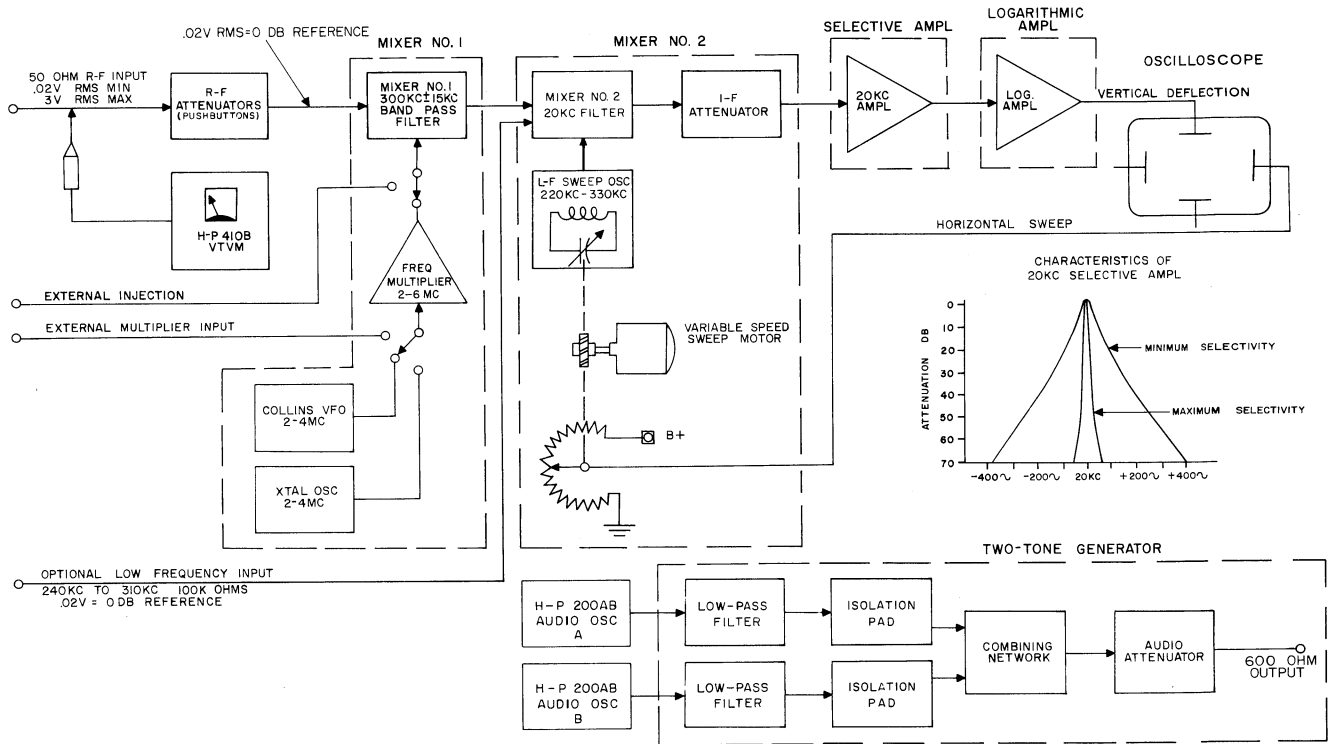 .02V RMS=0 DB REFERENCE
50 OHM R-F INPUT
.02V RMS MIN
3V RMS MAX
R-F
ATTENUATORS
(PUSHBUTTONS)
H-P 410B
VTVM
MIXER NO. 1
MIXER NO. 1
300KC±15KC
BAND PASS
FILTER
FREQ
MULTIPLIER
2-6 MC
EXTERNAL INJECTION
EXTERNAL MULTIPLIER INPUT
COLLINS VFO
2-4MC
XTAL OSC
2-4MC
OPTIONAL LOW FREQUENCY INPUT
240KC TO 310KC 100K OHMS
.02V = 0 DB REFERENCE
MIXER NO. 2
MIXER NO. 2
20KC FILTER
I-F
ATTENUATOR
L-F SWEEP OSC
220KC-330KC
VARIABLE SPEED
SWEEP MOTOR
B+
SELECTIVE AMPL
20KC
AMPL
LOGARITHMIC
AMPL
LOG.
AMPL
OSCILLOSCOPE
VERTICAL DEFLECTION
HORIZONTAL SWEEP
CHARACTERISTICS OF
20KC SELECTIVE AMPL
ATTENUATION DB
0
10
20
30
40
50
60
70
MINIMUM SELECTIVITY
MAXIMUM SELECTIVITY
-400∿ -200∿ 20KC +200∿ +400∿
TWO-TONE GENERATOR
H-P 200AB
AUDIO OSC
A
LOW-PASS
FILTER
ISOLATION
PAD
H-P 200AB
AUDIO OSC
B
LOW-PASS
FILTER
ISOLATION
PAD
COMBINING
NETWORK
AUDIO
ATTENUATOR
600 OHM
OUTPUT